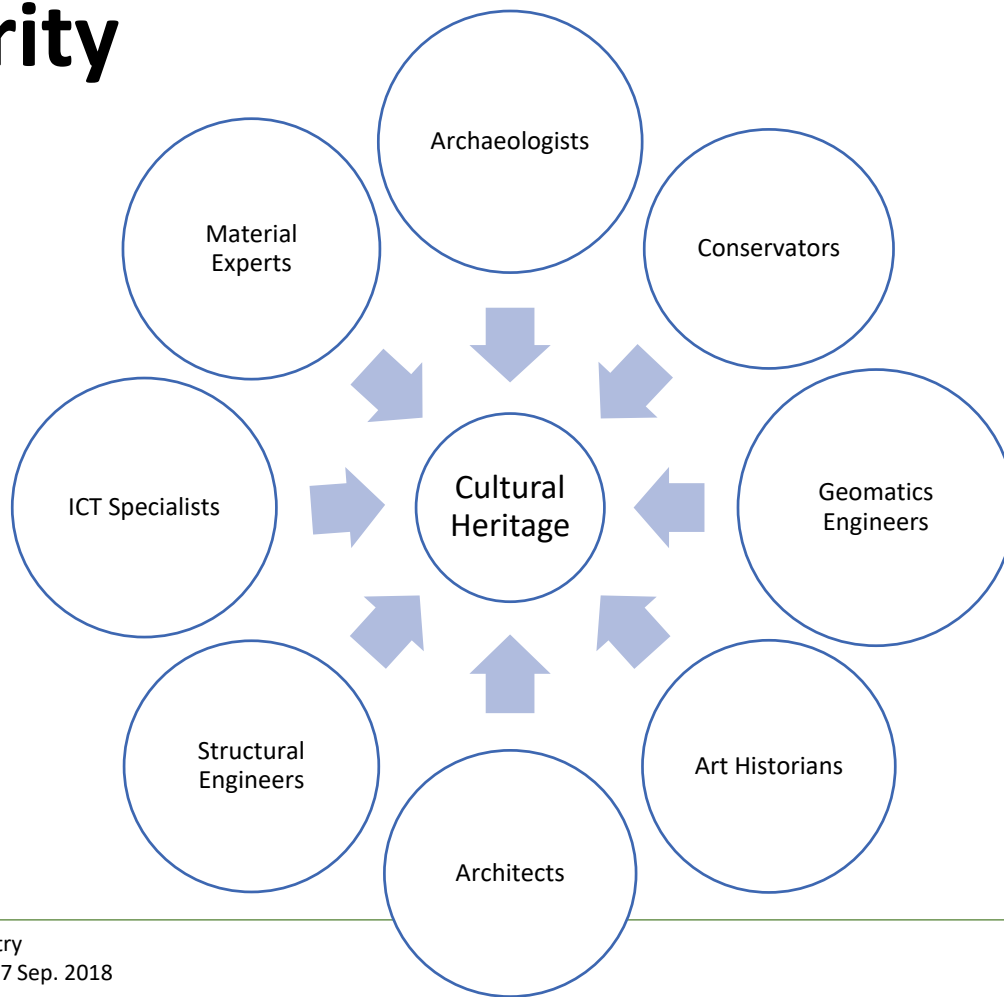 rity
Archaeologists
Material
Experts
Conservators
ICT Specialists
Cultural
Heritage
Geomatics
Engineers
Structural
Engineers
Art Historians
Architects
try
7 Sep. 2018